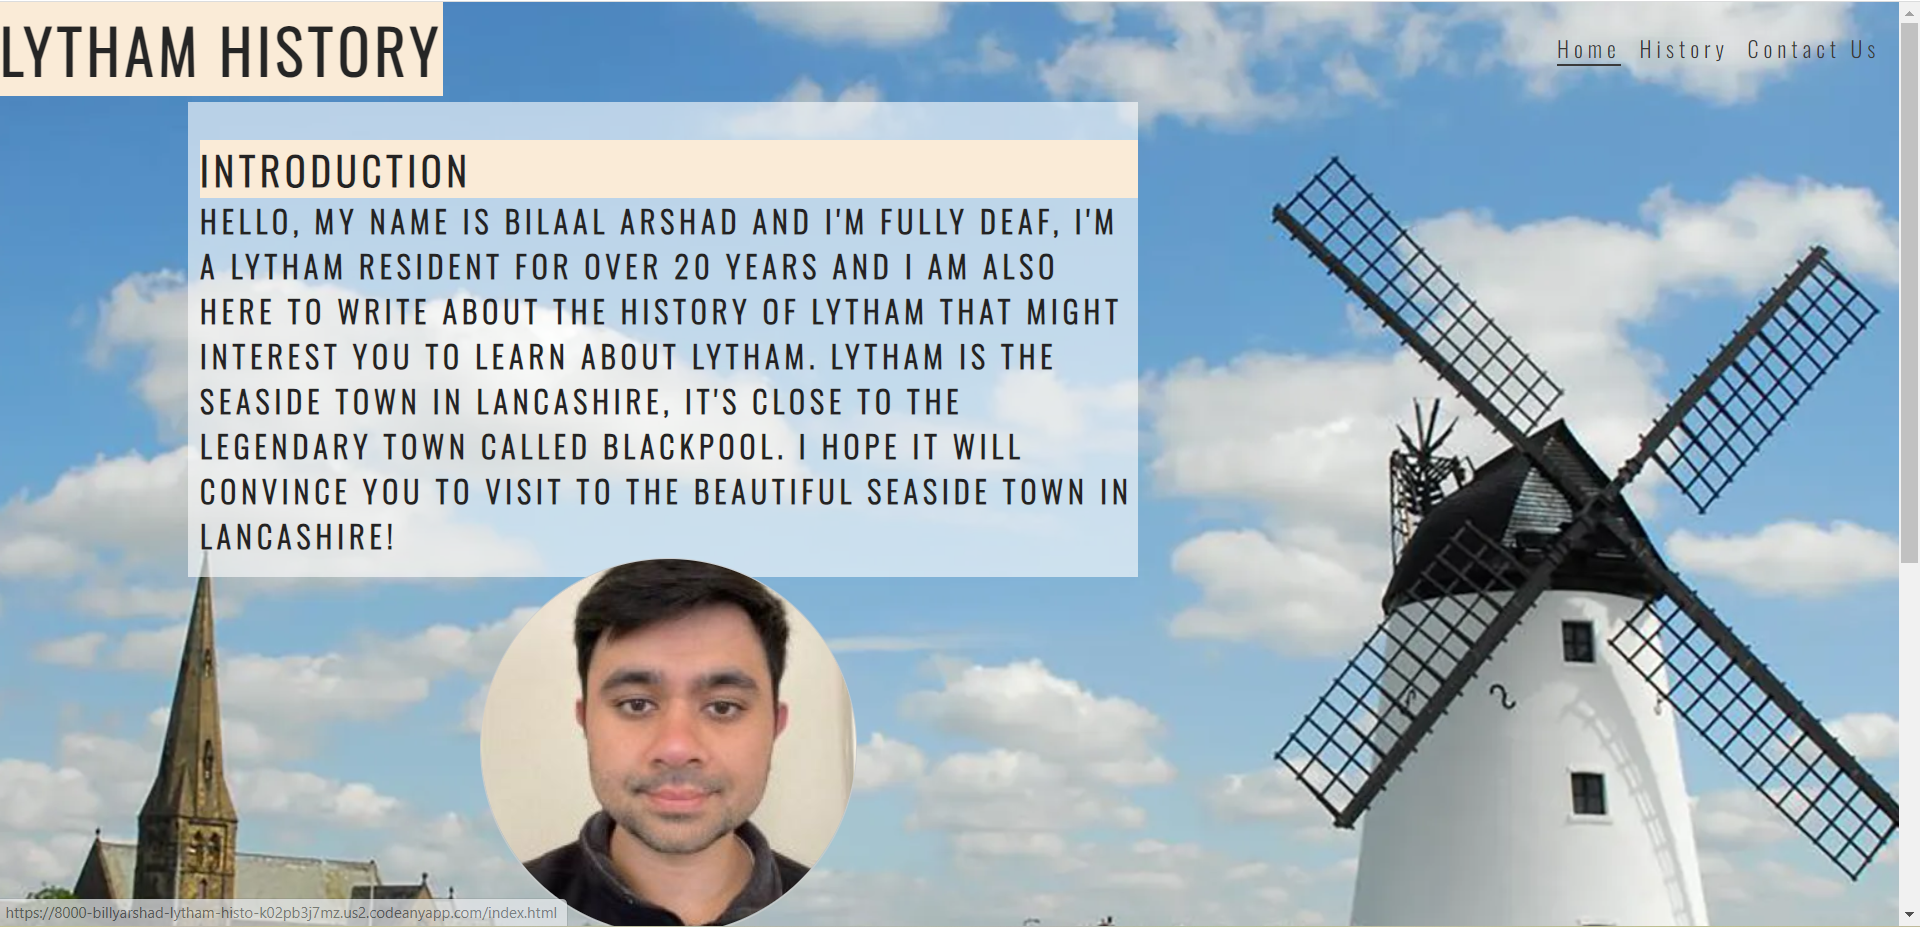 LYTHAM HISTORY
Home History Contact Us
INTRODUCTION
HELLO, MY NAME IS BILAAL ARSHAD AND I'M FULLY DEAF, I'M
A LYTHAM RESIDENT FOR OVER 20 YEARS AND I AM ALSO
HERE TO WRITE ABOUT THE HISTORY OF LYTHAM THAT MIGHT
INTEREST YOU TO LEARN ABOUT LYTHAM. LYTHAM IS THE
SEASIDE TOWN IN LANCASHIRE, IT'S CLOSE TO THE
LEGENDARY TOWN CALLED BLACKPOOL. I HOPE IT WILL
CONVINCE YOU TO VISIT TO THE BEAUTIFUL SEASIDE TOWN IN
LANCASHIRE!
https://8000-billyarshad-lytham-histo-k02pb3j7mz.us2.codeanyapp.com/index.html